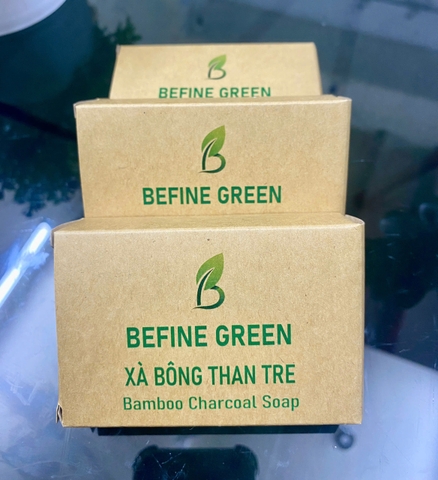 BEFINE GREEN
BEFINE GREEN
BEFINE GREEN
XÀ BÔNG THAN TRE
Bamboo Charcoal Soap